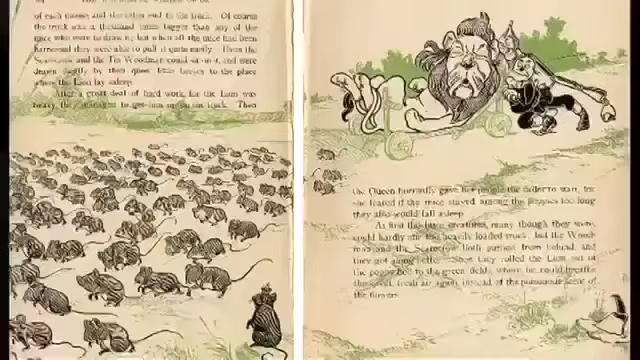 of each mouse and the other end to the truck. Of course
the truck was a thousand times bigger than any of the
mice who were to draw it; but when all the mice had been
harnessed they were able to pull it quite easily. Even the
Scarecrow and the Tin Woodman could sit on it, and were
drawn swiftly by their queer little horses to the place
where the Lion lay asleep.
After a great deal of hard work, for the Lion was
heavy, they managed to get him up on the truck. Then
the Queen hurriedly gave her people the order to start, for
she feared if the mice stayed among the poppies too long
they also would fall asleep.
At first the little creatures, many though they were,
could hardly stir the heavily loaded truck; but the Wood-
man and the Scarecrow both pushed from behind, and
they got along better. Soon they rolled the Lion out of
the poppy bed to the green fields, where he could breathe
the sweet, fresh air again, instead of the poisonous scent of
the flowers.